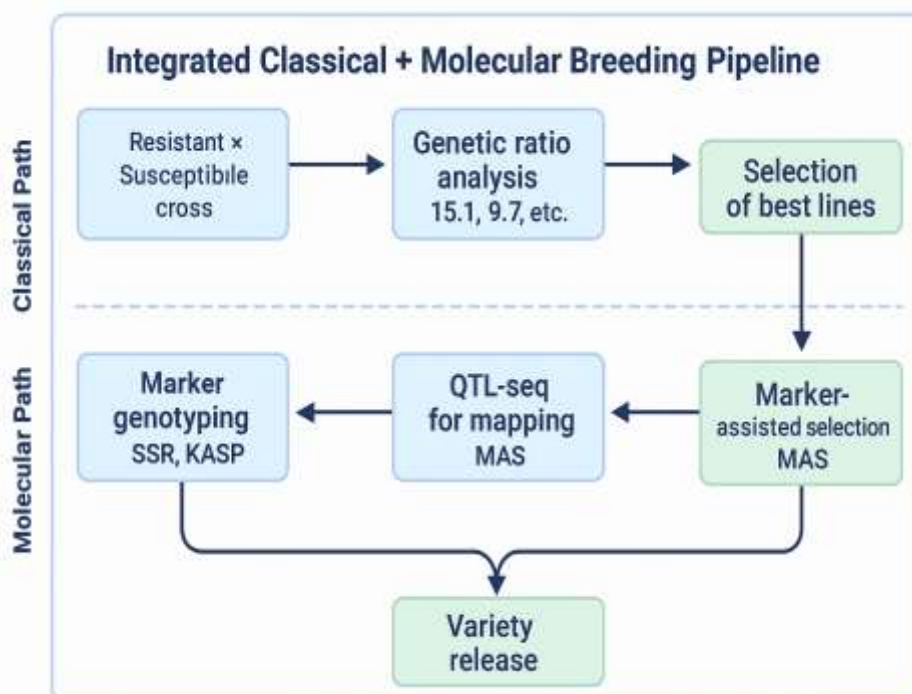 Integrated Classical + Molecular Breeding Pipeline
Classical Path
Resistant ×
Susceptibıle
cross
Genetic ratio
analysis
15.1, 9.7, etc.
Selection
of best lines
Molecular Path
Marker
genotyping
SSR, KASP
QTL-seq
for mapping
MAS
Marker-
assisted selection
MAS
Variety
release